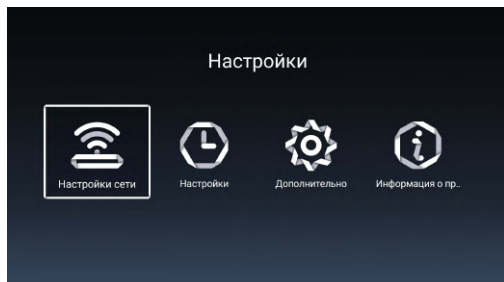 Настройки
Настройки сети
Настройки
Дополнительно
Информация о пр..